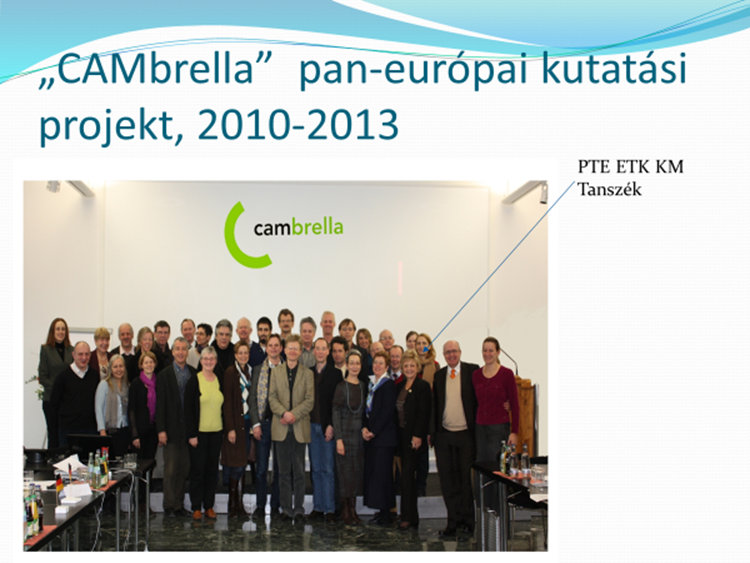 „CAMbrella” pan-európai kutatási
projekt, 2010-2013
PTE ETK KM
Tanszék
cambrella